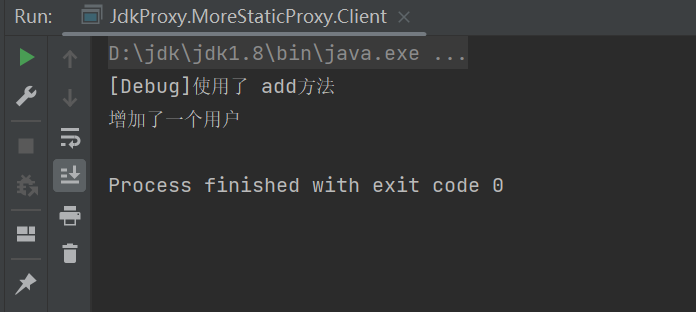 Run: JdkProxy.MoreStaticProxy.Client
D:\jdk\jdk1.8\bin\java.exe ...
[Debug]使用了 add方法
增加了一个用户
Process finished with exit code 0